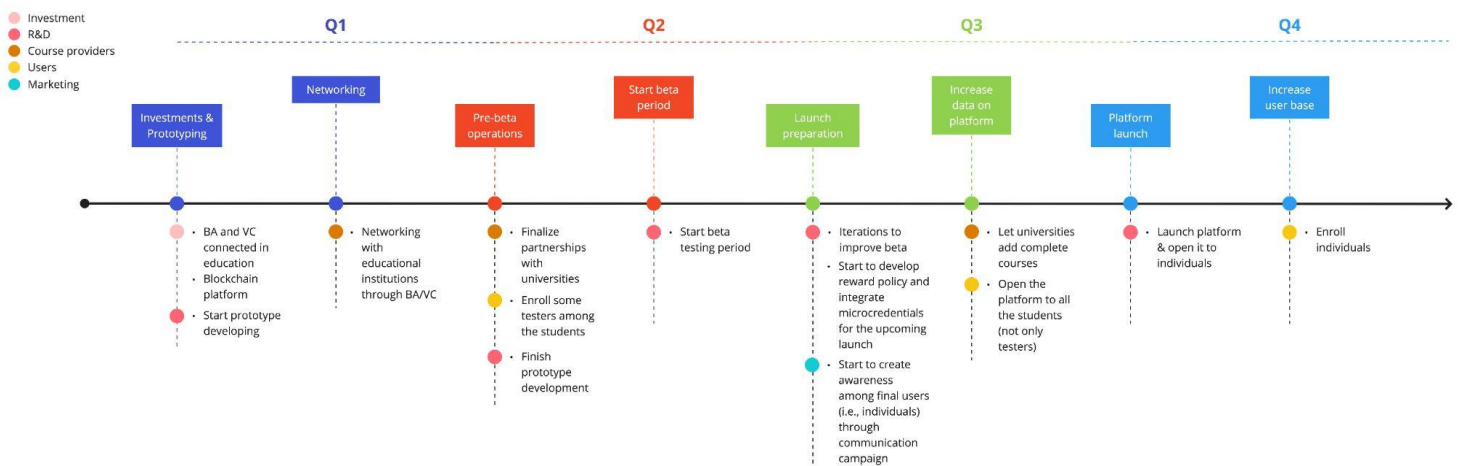 Investment
R&D
Course providers
Users
Marketing
Q1
Q2
Q3
Q4
Investments &
Prototyping
Networking
Pre-beta
operations
Start beta
period
Launch
preparation
Increase
data on
platform
Platform
launch
Increase
user base
• BA and VC
connected in
education
• Blockchain
platform
• Start prototype
developing
• Networking
with
educational
institutions
through BA/VC
• Finalize
partnerships
with
universities
• Enroll some
testers among
the students
• Finish
prototype
development
• Start beta
testing period
• Iterations to
improve beta
• Start to develop
reward policy and
integrate
microcredentials
for the upcoming
launch
• Start to create
awareness
among final users
(i.e., individuals)
through
communication
campaign
• Let universities
add complete
courses
• Open the
platform to all
the students
(not only
testers)
• Launch platform
& open it to
individuals
• Enroll
individuals